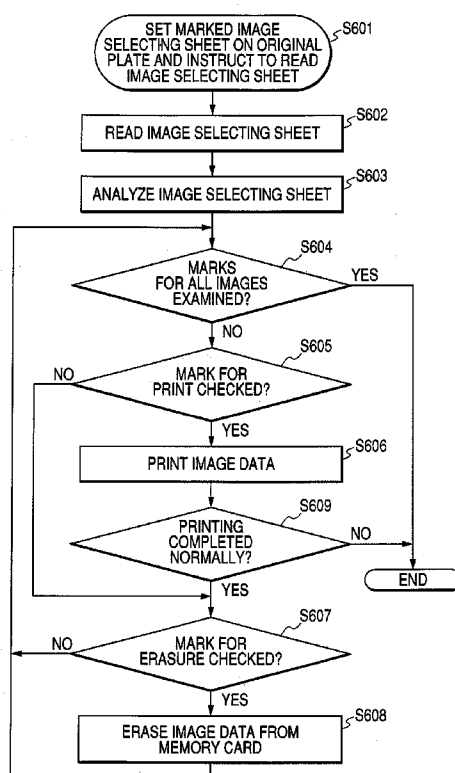 SET MARKED IMAGE
SELECTING SHEET ON ORIGINAL
PLATE AND INSTRUCT TO READ
IMAGE SELECTING SHEET
S601
READ IMAGE SELECTING SHEET
S602
ANALYZE IMAGE SELECTING SHEET
S603
MARKS
FOR ALL IMAGES
EXAMINED?
S604
YES
NO
MARK FOR
PRINT CHECKED?
S605
NO
YES
PRINT IMAGE DATA
S606
PRINTING
COMPLETED
NORMALLY?
S609
NO
YES
END
MARK FOR
ERASURE CHECKED?
S607
NO
YES
ERASE IMAGE DATA FROM
MEMORY CARD
S608